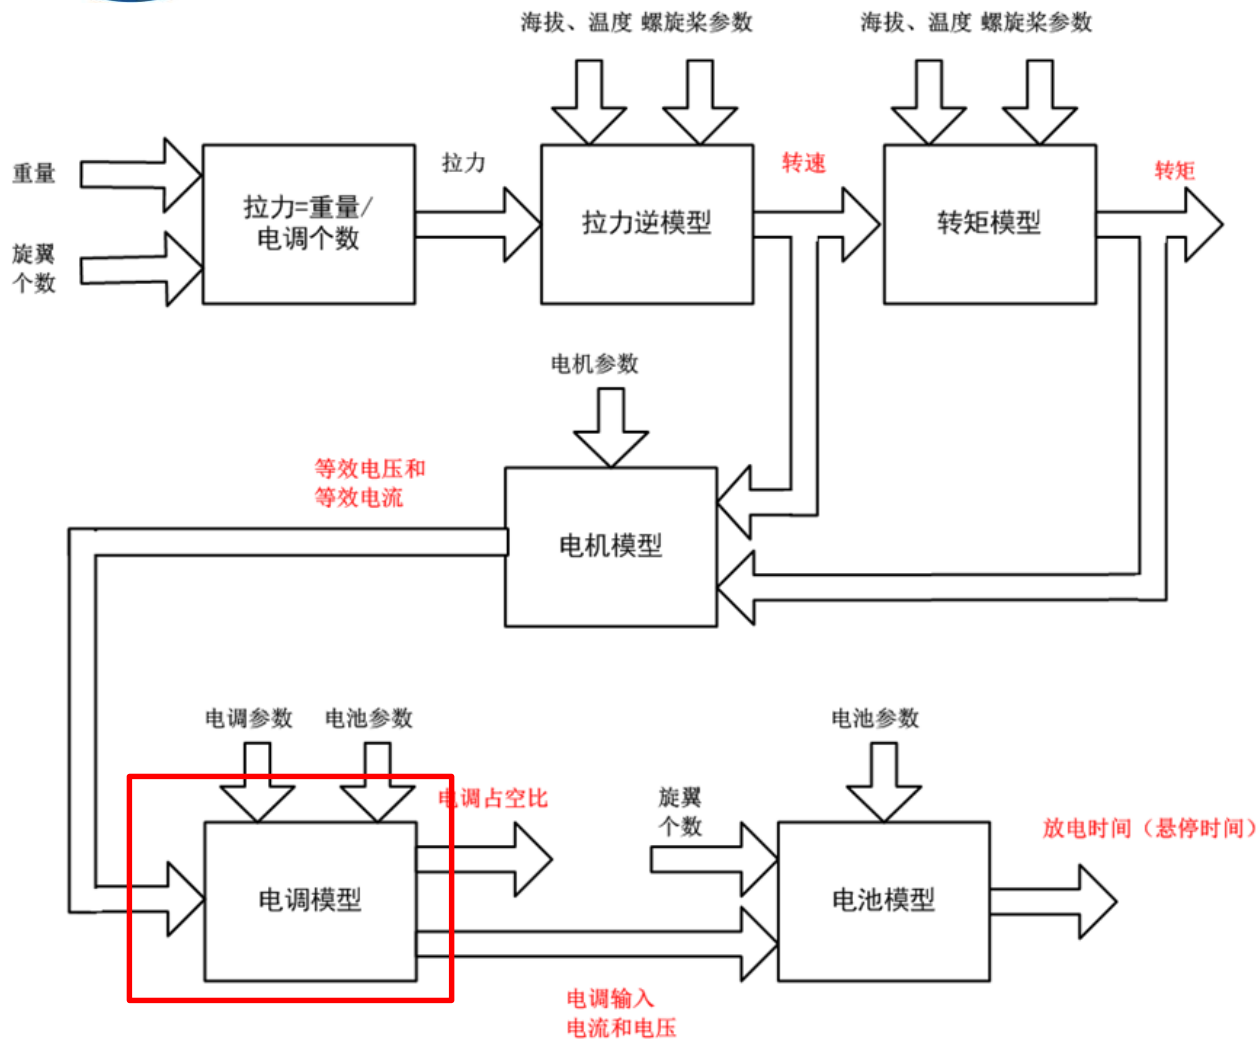 海拔、温度 螺旋桨参数
海拔、温度 螺旋桨参数
重量
旋翼
个数
拉力=重量/
电调个数
拉力
拉力逆模型
转速
转矩模型
转矩
电机参数
等效电压和
等效电流
电机模型
电调参数
电池参数
电池参数
电调占空比
旋翼
个数
放电时间（悬停时间）
电调模型
电池模型
电调输入
电流和电压